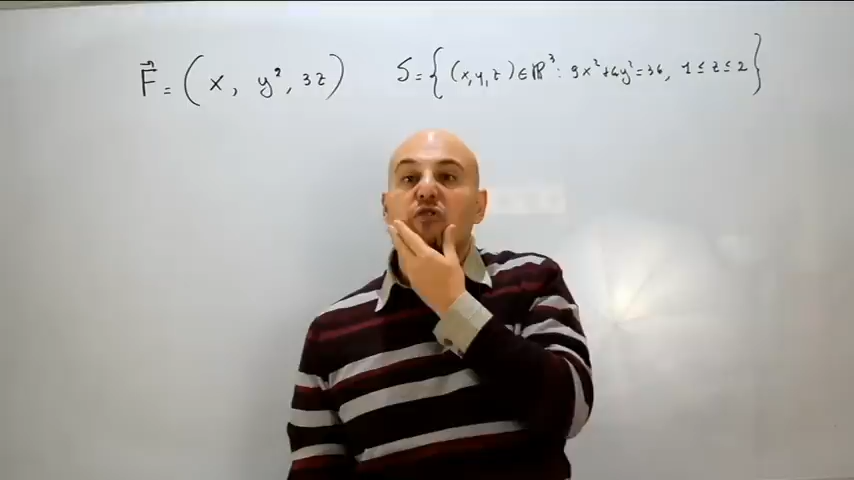 F⃗ = (x, y², 3z) S = {(x,y,z) ∈ ℝ³ : 9x² + 4y² = 36, 1 ≤ z ≤ 2}